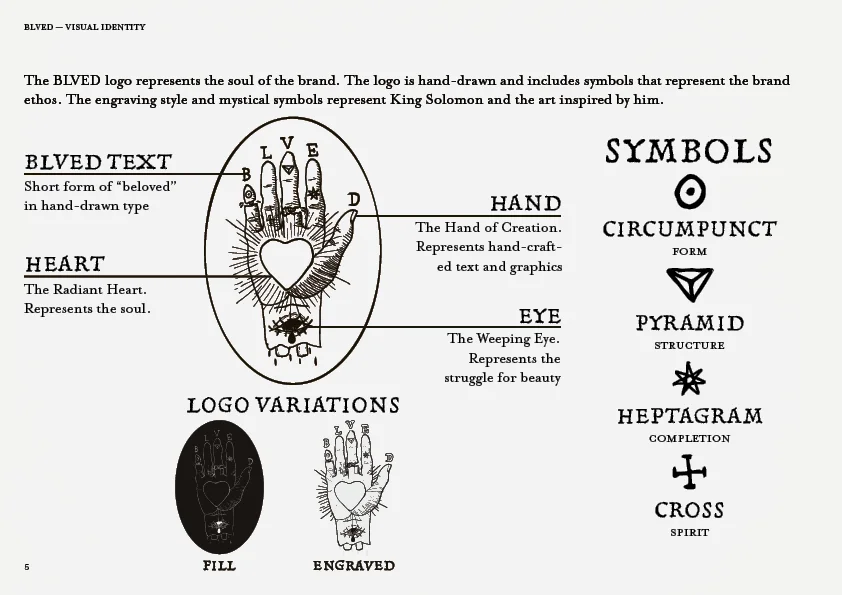 BLVED — VISUAL IDENTITY
The BLVED logo represents the soul of the brand. The logo is hand-drawn and includes symbols that represent the brand
ethos. The engraving style and mystical symbols represent King Solomon and the art inspired by him.
BLVED TEXT
Short form of “beloved”
in hand-drawn type
HEART
The Radiant Heart.
Represents the soul.
B L V E D
HAND
The Hand of Creation.
Represents hand-craft-
ed text and graphics
EYE
The Weeping Eye.
Represents the
struggle for beauty
LOGO VARIATIONS
B L V E D
FILL
B L V E D
ENGRAVED
SYMBOLS
CIRCUMPUNCT
FORM
PYRAMID
STRUCTURE
HEPTAGRAM
COMPLETION
CROSS
SPIRIT
5